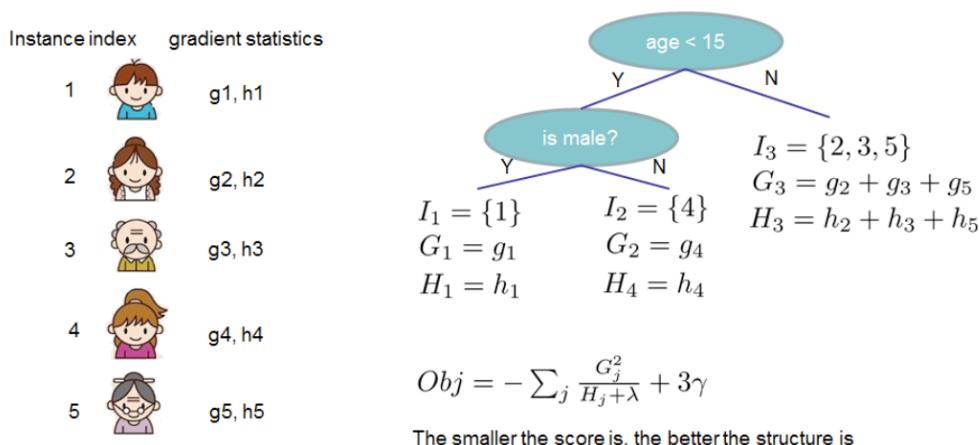 Instance index gradient statistics
1 g1, h1
2 g2, h2
3 g3, h3
4 g4, h4
5 g5, h5
age < 15
Y N
is male?
Y N
I₁ = {1}
G₁ = g₁
H₁ = h₁
I₂ = {4}
G₂ = g₄
H₄ = h₄
I₃ = {2, 3, 5}
G₃ = g₂ + g₃ + g₅
H₃ = h₂ + h₃ + h₅
Obj = − ∑ⱼ Gⱼ² / (Hⱼ+λ) + 3γ
The smaller the score is, the better the structure is